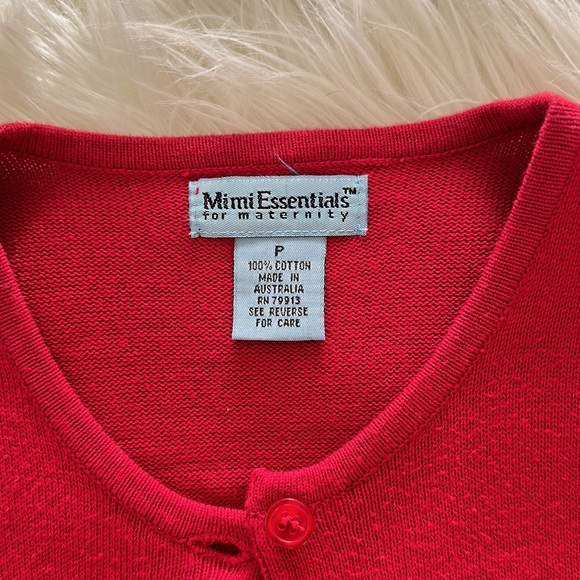 Mimi Essentials™
for maternity
P
100% COTTON
MADE IN
AUSTRALIA
RN 79913
SEE REVERSE
FOR CARE